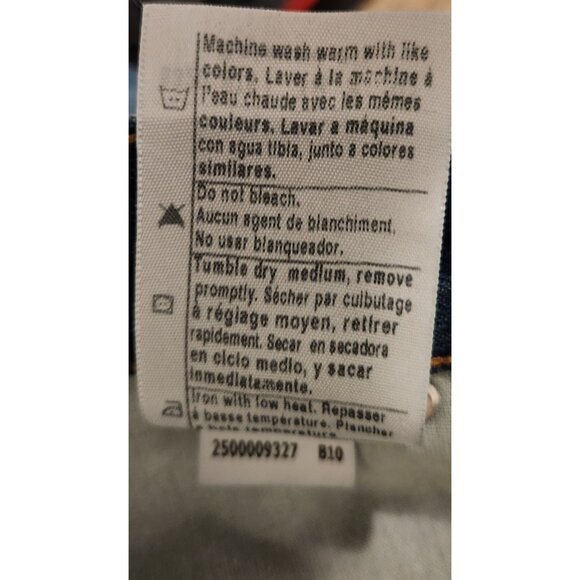 Machine wash warm with like
colors. Laver à la machine à
l'eau chaude avec les mêmes
couleurs. Lavar a máquina
con agua tibia, junto a colores
similares.
Do not bleach.
Aucun agent de blanchiment.
No usar blanqueador.
Tumble dry medium, remove
promptly. Sécher par culbutage
à réglage moyen, retirer
rapidement. Secar en secadora
en ciclo medio, y sacar
inmediatamente.
Iron with low heat. Repasser
à basse température. Planchar
a baja temperatura.
2500009327 B10